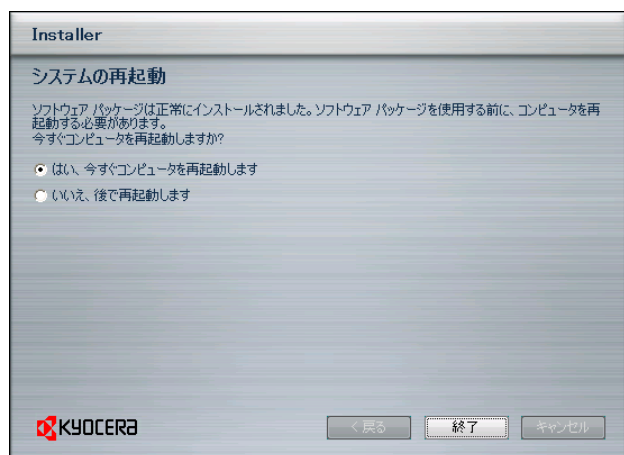 Installer
システムの再起動
ソフトウェア パッケージは正常にインストールされました。ソフトウェア パッケージを使用する前に、コンピュータを再
起動する必要があります。
今すぐコンピュータを再起動しますか?
はい、今すぐコンピュータを再起動します
いいえ、後で再起動します
KYOCERA
< 戻る
終了
キャンセル